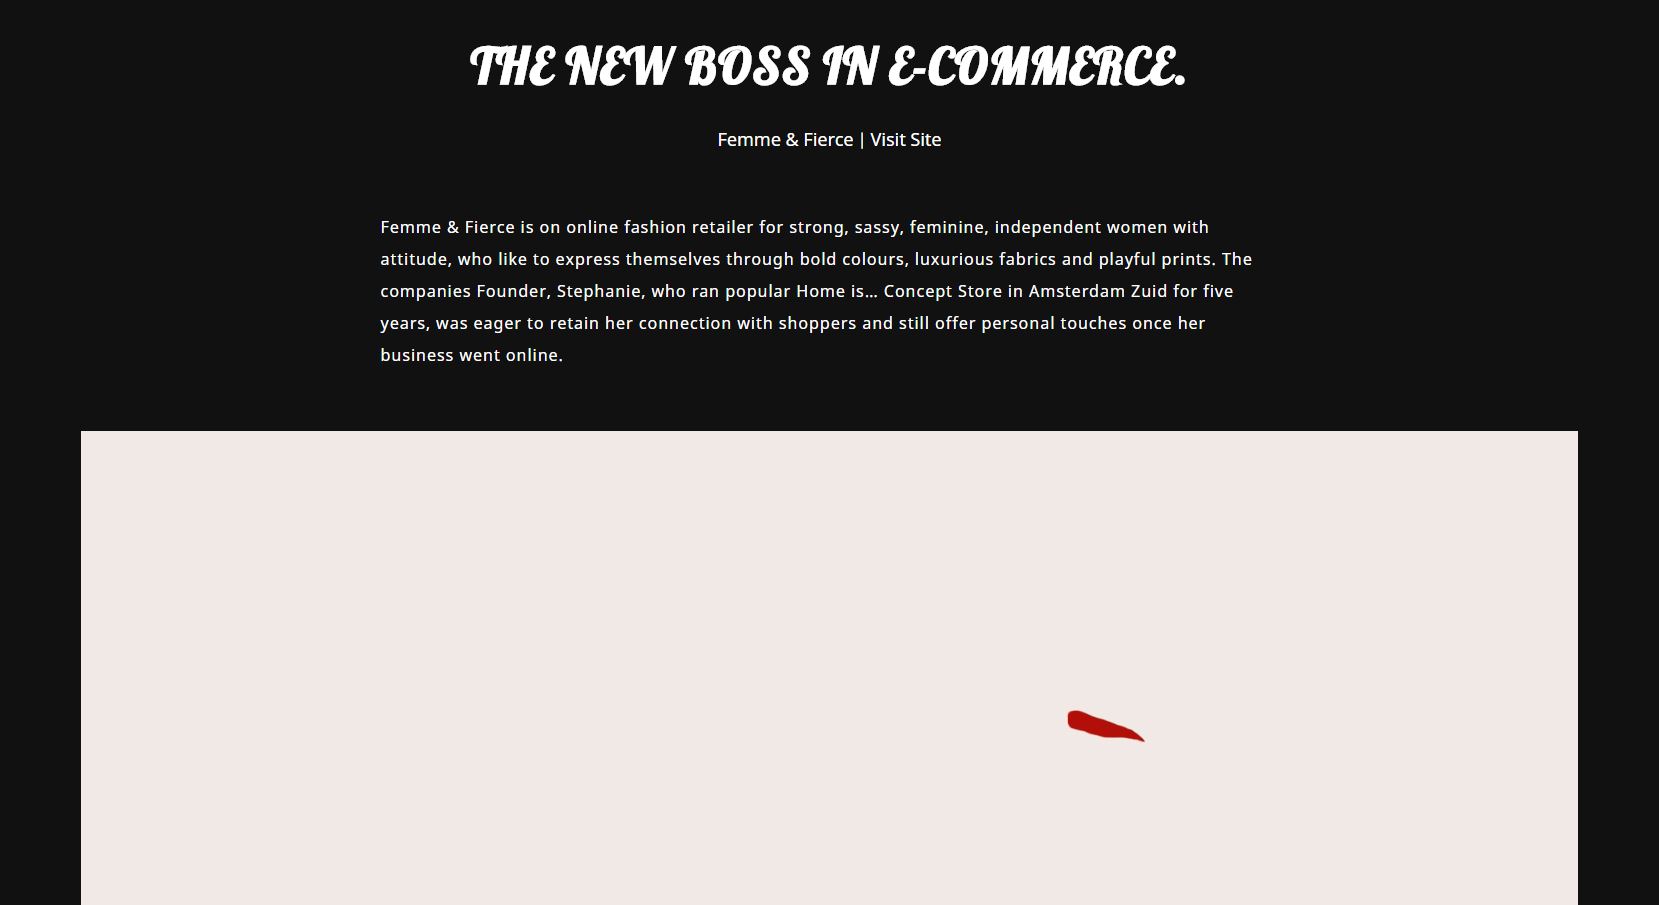 THE NEW BOSS IN E-COMMERCE.
Femme & Fierce | Visit Site
Femme & Fierce is on online fashion retailer for strong, sassy, feminine, independent women with
attitude, who like to express themselves through bold colours, luxurious fabrics and playful prints. The
companies Founder, Stephanie, who ran popular Home is… Concept Store in Amsterdam Zuid for five
years, was eager to retain her connection with shoppers and still offer personal touches once her
business went online.